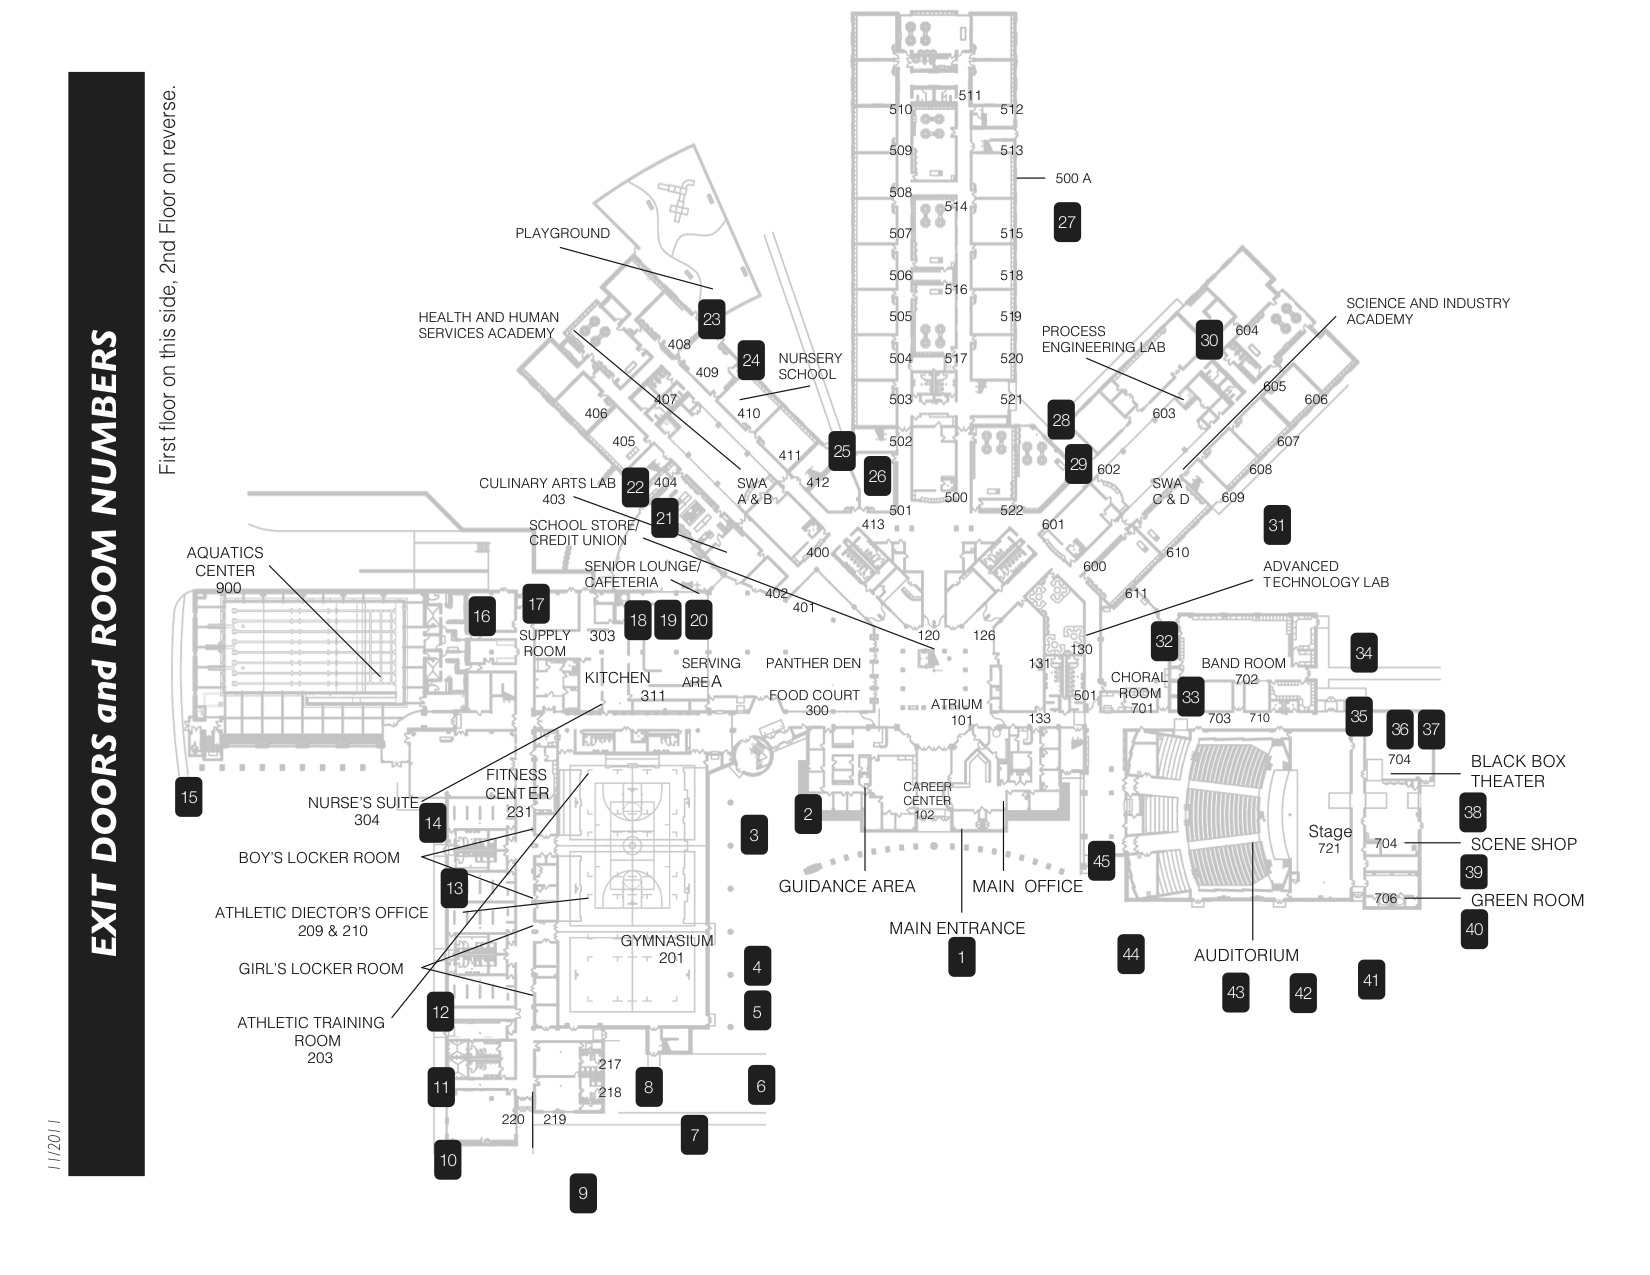 EXIT DOORS and ROOM NUMBERS
First floor on this side, 2nd Floor on reverse.
11/2011
511
510
512
509
513
500 A
508
514
27
507
515
PLAYGROUND
506
518
516
SCIENCE AND INDUSTRY
ACADEMY
HEALTH AND HUMAN
SERVICES ACADEMY
23
505
519
PROCESS
ENGINEERING LAB
30
604
408
24
NURSERY
SCHOOL
504
517
520
409
605
407
503
521
606
406
410
28
603
405
25
502
607
411
26
29
602
608
CULINARY ARTS LAB
403
22
404
SWA
A & B
412
500
SWA
C & D
609
21
501
522
SCHOOL STORE/
CREDIT UNION
413
601
31
AQUATICS
CENTER
900
400
610
SENIOR LOUNGE/
CAFETERIA
600
ADVANCED
TECHNOLOGY LAB
402
401
611
16
17
18
19
20
SUPPLY
ROOM
303
120
126
32
34
130
SERVING
ARE A
PANTHER DEN
131
BAND ROOM
702
KITCHEN
311
CHORAL
ROOM
701
FOOD COURT
300
501
33
ATRIUM
101
133
703
710
35
36
37
704
BLACK BOX
THEATER
15
FITNESS
CENT ER
231
NURSE'S SUITE
304
14
CAREER
CENTER
102
2
3
38
Stage
721
704
SCENE SHOP
BOY'S LOCKER ROOM
45
39
13
GUIDANCE AREA
MAIN OFFICE
706
GREEN ROOM
ATHLETIC DIECTOR'S OFFICE
209 & 210
MAIN ENTRANCE
40
GYMNASIUM
201
1
44
AUDITORIUM
GIRL'S LOCKER ROOM
4
41
43
42
12
5
ATHLETIC TRAINING
ROOM
203
217
11
218
8
6
220
219
7
10
9